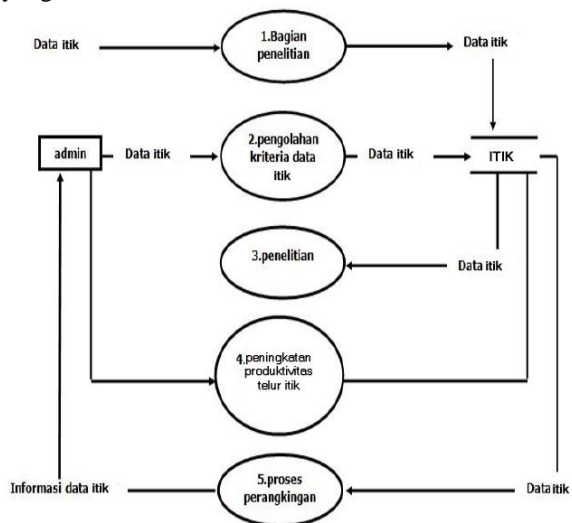 Data itik
1.Bagian
penelitian
Data itik
admin
Data itik
2.pengolahan
kriteria data
itik
Data itik
ITIK
3.penelitian
Data itik
4.peningkatan
produktivitas
telur itik
Informasi data itik
5.proses
perangkingan
Data itik